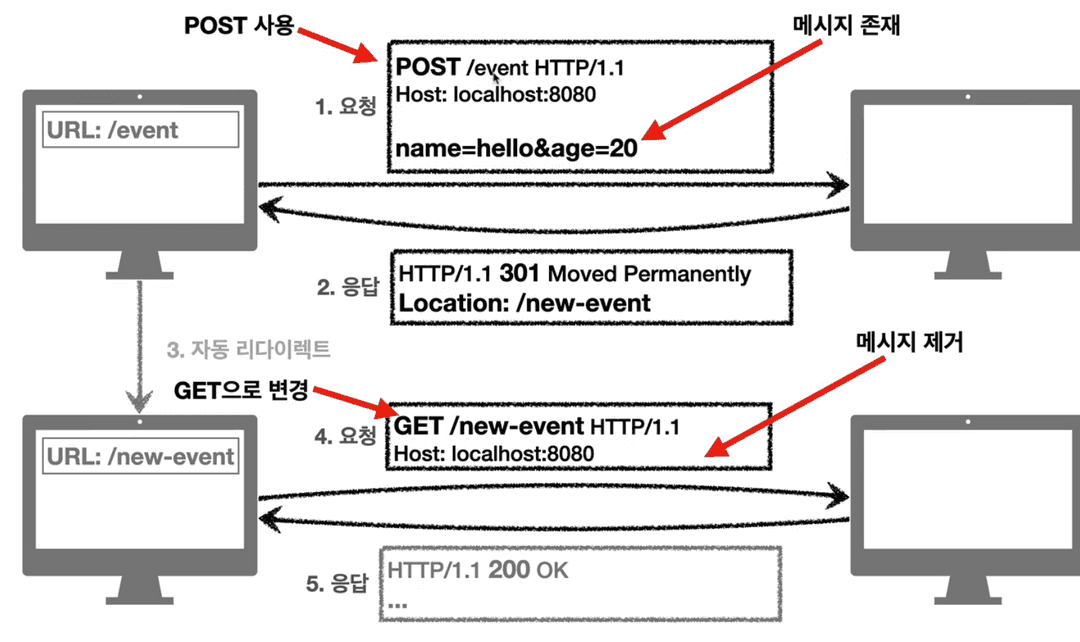 POST 사용
메시지 존재
POST /event HTTP/1.1
1. 요청
Host: localhost:8080
URL: /event
name=hello&age=20
2. 응답
HTTP/1.1 301 Moved Permanently
Location: /new-event
3. 자동 리다이렉트
메시지 제거
GET으로 변경
4. 요청
GET /new-event HTTP/1.1
Host: localhost:8080
URL: /new-event
5. 응답
HTTP/1.1 200 OK
...